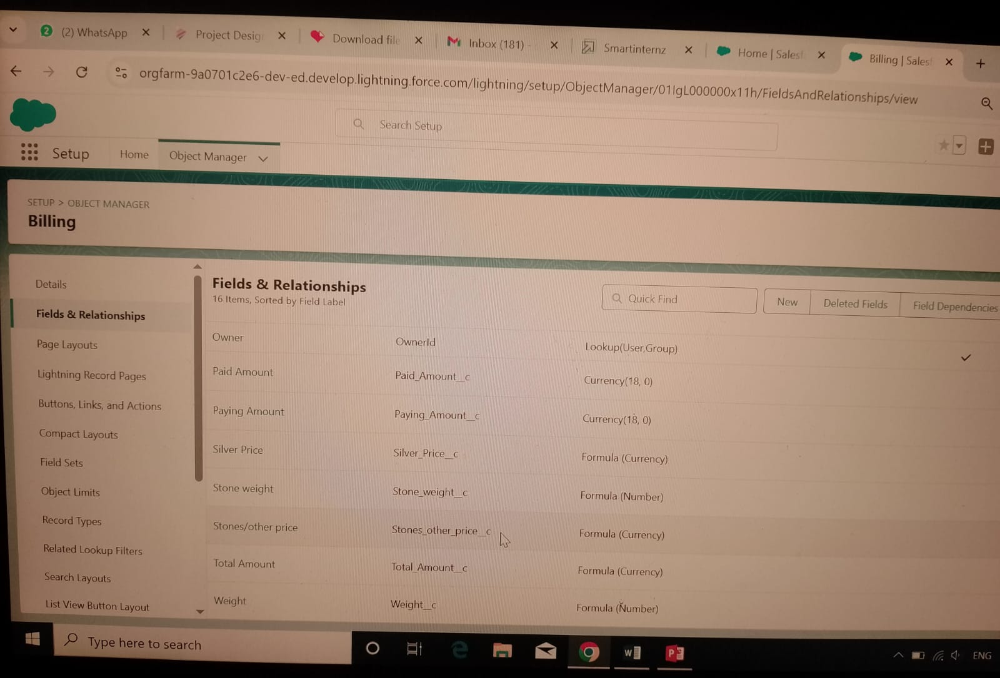 (2) WhatsApp
Project Desig
Download file
Inbox (181) -
Smartinternz
Home | Salesf
Billing | Salesf
orgfarm-9a0701c2e6-dev-ed.develop.lightning.force.com/lightning/setup/ObjectManager/01IgL000000x11h/FieldsAndRelationships/view
Search Setup
Setup
Home
Object Manager
SETUP > OBJECT MANAGER
Billing
Details
Fields & Relationships
Page Layouts
Lightning Record Pages
Buttons, Links, and Actions
Compact Layouts
Field Sets
Object Limits
Record Types
Related Lookup Filters
Search Layouts
List View Button Layout
Fields & Relationships
16 Items, Sorted by Field Label
Quick Find
New
Deleted Fields
Field Dependencies
Owner OwnerId Lookup(User,Group)
Paid Amount Paid_Amount__c Currency(18, 0)
Paying Amount Paying_Amount__c Currency(18, 0)
Silver Price Silver_Price__c Formula (Currency)
Stone weight Stone_weight__c Formula (Number)
Stones/other price Stones_other_price__c Formula (Currency)
Total Amount Total_Amount__c Formula (Currency)
Weight Weight__c Formula (Number)
Type here to search
ENG